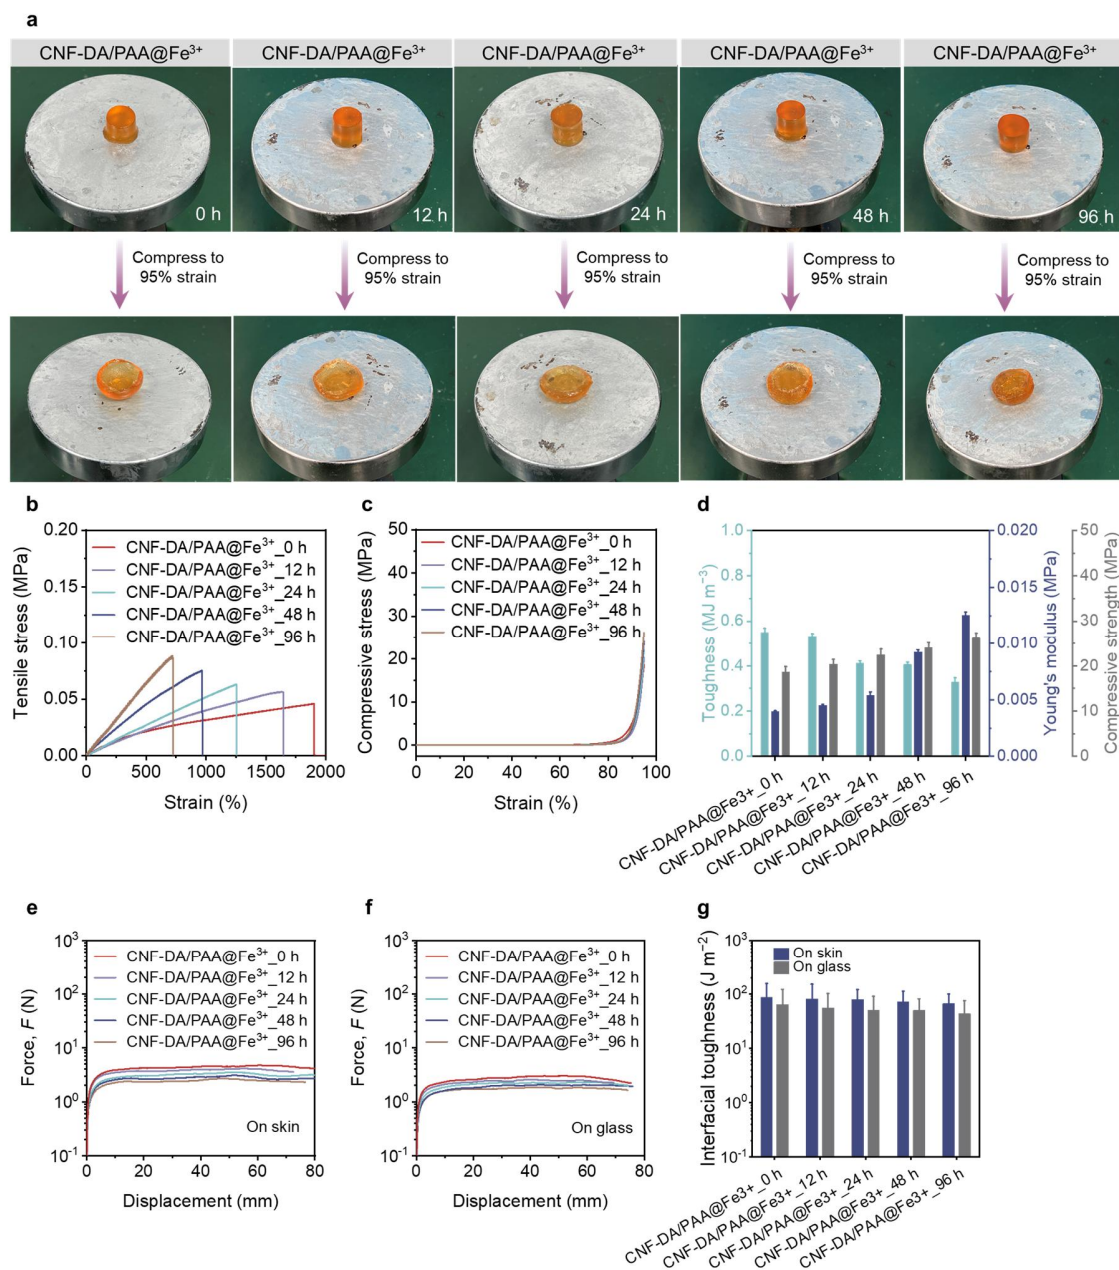 a
CNF-DA/PAA@Fe³⁺ CNF-DA/PAA@Fe³⁺ CNF-DA/PAA@Fe³⁺ CNF-DA/PAA@Fe³⁺ CNF-DA/PAA@Fe³⁺
0 h 12 h 24 h 48 h 96 h
Compress to Compress to Compress to Compress to Compress to
95% strain 95% strain 95% strain 95% strain 95% strain
b
0.20
0.15
0.10
0.05
0.00
Tensile stress (MPa)
CNF-DA/PAA@Fe³⁺_0 h
CNF-DA/PAA@Fe³⁺_12 h
CNF-DA/PAA@Fe³⁺_24 h
CNF-DA/PAA@Fe³⁺_48 h
CNF-DA/PAA@Fe³⁺_96 h
0 500 1000 1500 2000
Strain (%)
c
50
40
30
20
10
0
Compressive stress (MPa)
CNF-DA/PAA@Fe³⁺_0 h
CNF-DA/PAA@Fe³⁺_12 h
CNF-DA/PAA@Fe³⁺_24 h
CNF-DA/PAA@Fe³⁺_48 h
CNF-DA/PAA@Fe³⁺_96 h
0 20 40 60 80 100
Strain (%)
d
1.0
0.8
0.6
0.4
0.2
0.0
Toughness (MJ m⁻³)
0.020
0.015
0.010
0.005
0.000
Young's modulus (MPa)
50
40
30
20
10
0
Compressive strength (MPa)
CNF-DA/PAA@Fe3+_0 h
CNF-DA/PAA@Fe3+_12 h
CNF-DA/PAA@Fe3+_24 h
CNF-DA/PAA@Fe3+_48 h
CNF-DA/PAA@Fe3+_96 h
e
10³
10²
10¹
10⁰
10⁻¹
Force, F (N)
CNF-DA/PAA@Fe³⁺_0 h
CNF-DA/PAA@Fe³⁺_12 h
CNF-DA/PAA@Fe³⁺_24 h
CNF-DA/PAA@Fe³⁺_48 h
CNF-DA/PAA@Fe³⁺_96 h
On skin
0 20 40 60 80
Displacement (mm)
f
10³
10²
10¹
10⁰
10⁻¹
Force, F (N)
CNF-DA/PAA@Fe³⁺_0 h
CNF-DA/PAA@Fe³⁺_12 h
CNF-DA/PAA@Fe³⁺_24 h
CNF-DA/PAA@Fe³⁺_48 h
CNF-DA/PAA@Fe³⁺_96 h
On glass
0 20 40 60 80
Displacement (mm)
g
10³
10²
10¹
10⁰
10⁻¹
Interfacial toughness (J m⁻²)
On skin
On glass
CNF-DA/PAA@Fe3+_0 h
CNF-DA/PAA@Fe3+_12 h
CNF-DA/PAA@Fe3+_24 h
CNF-DA/PAA@Fe3+_48 h
CNF-DA/PAA@Fe3+_96 h